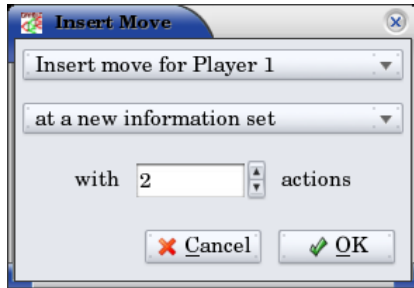 Insert Move
Insert move for Player 1
at a new information set
with 2 actions
Cancel OK